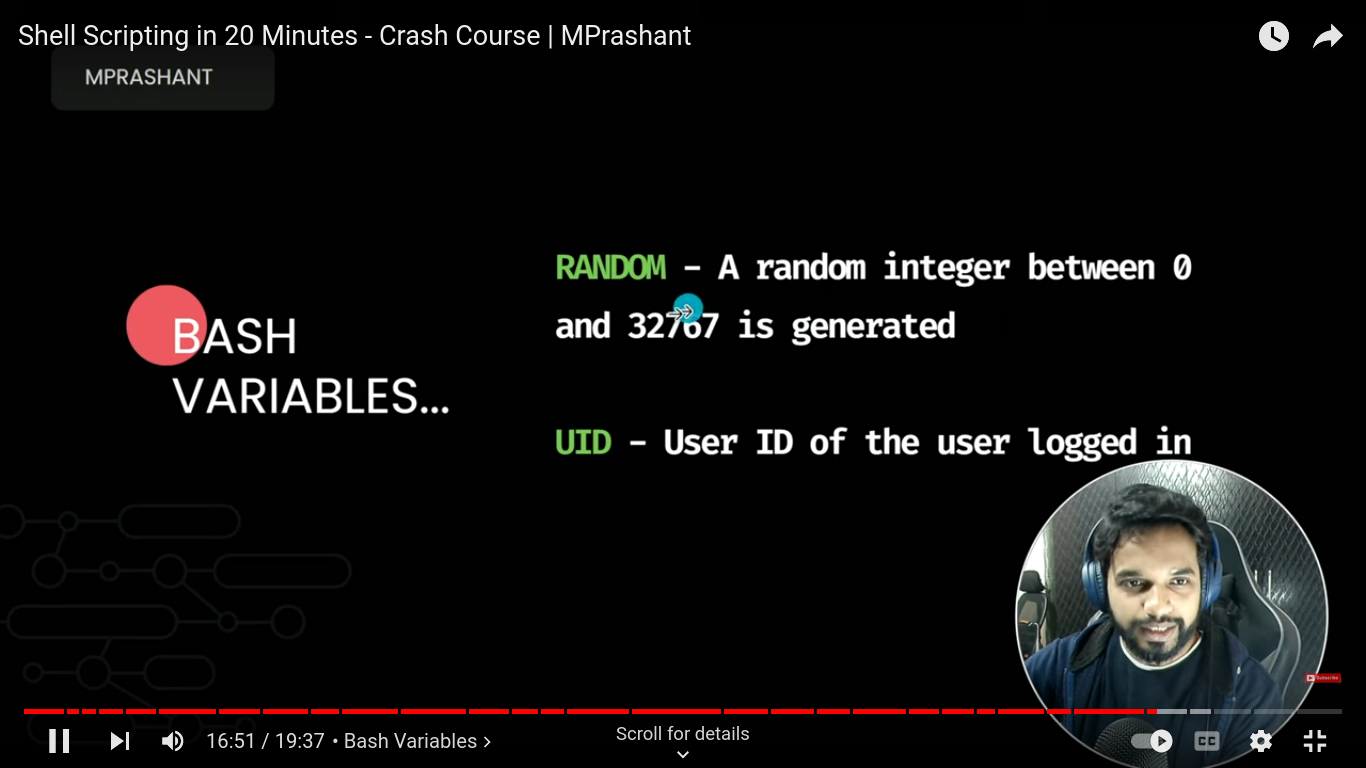 Shell Scripting in 20 Minutes - Crash Course | MPrashant
MPRASHANT
RANDOM - A random integer between 0
and 32767 is generated
BASH
VARIABLES...
UID - User ID of the user logged in
Subscribe
16:51 / 19:37 • Bash Variables >
Scroll for details
CC